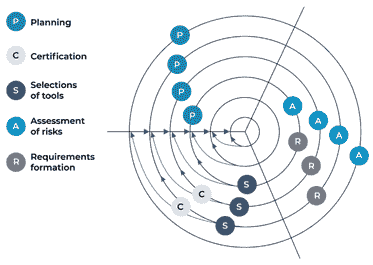 P Planning
C Certification
S Selections
of tools
A Assessment
of risks
R Requirements
formation
P
P
P
P
A
A
A
A
R
R
R
S
S
S
C
C